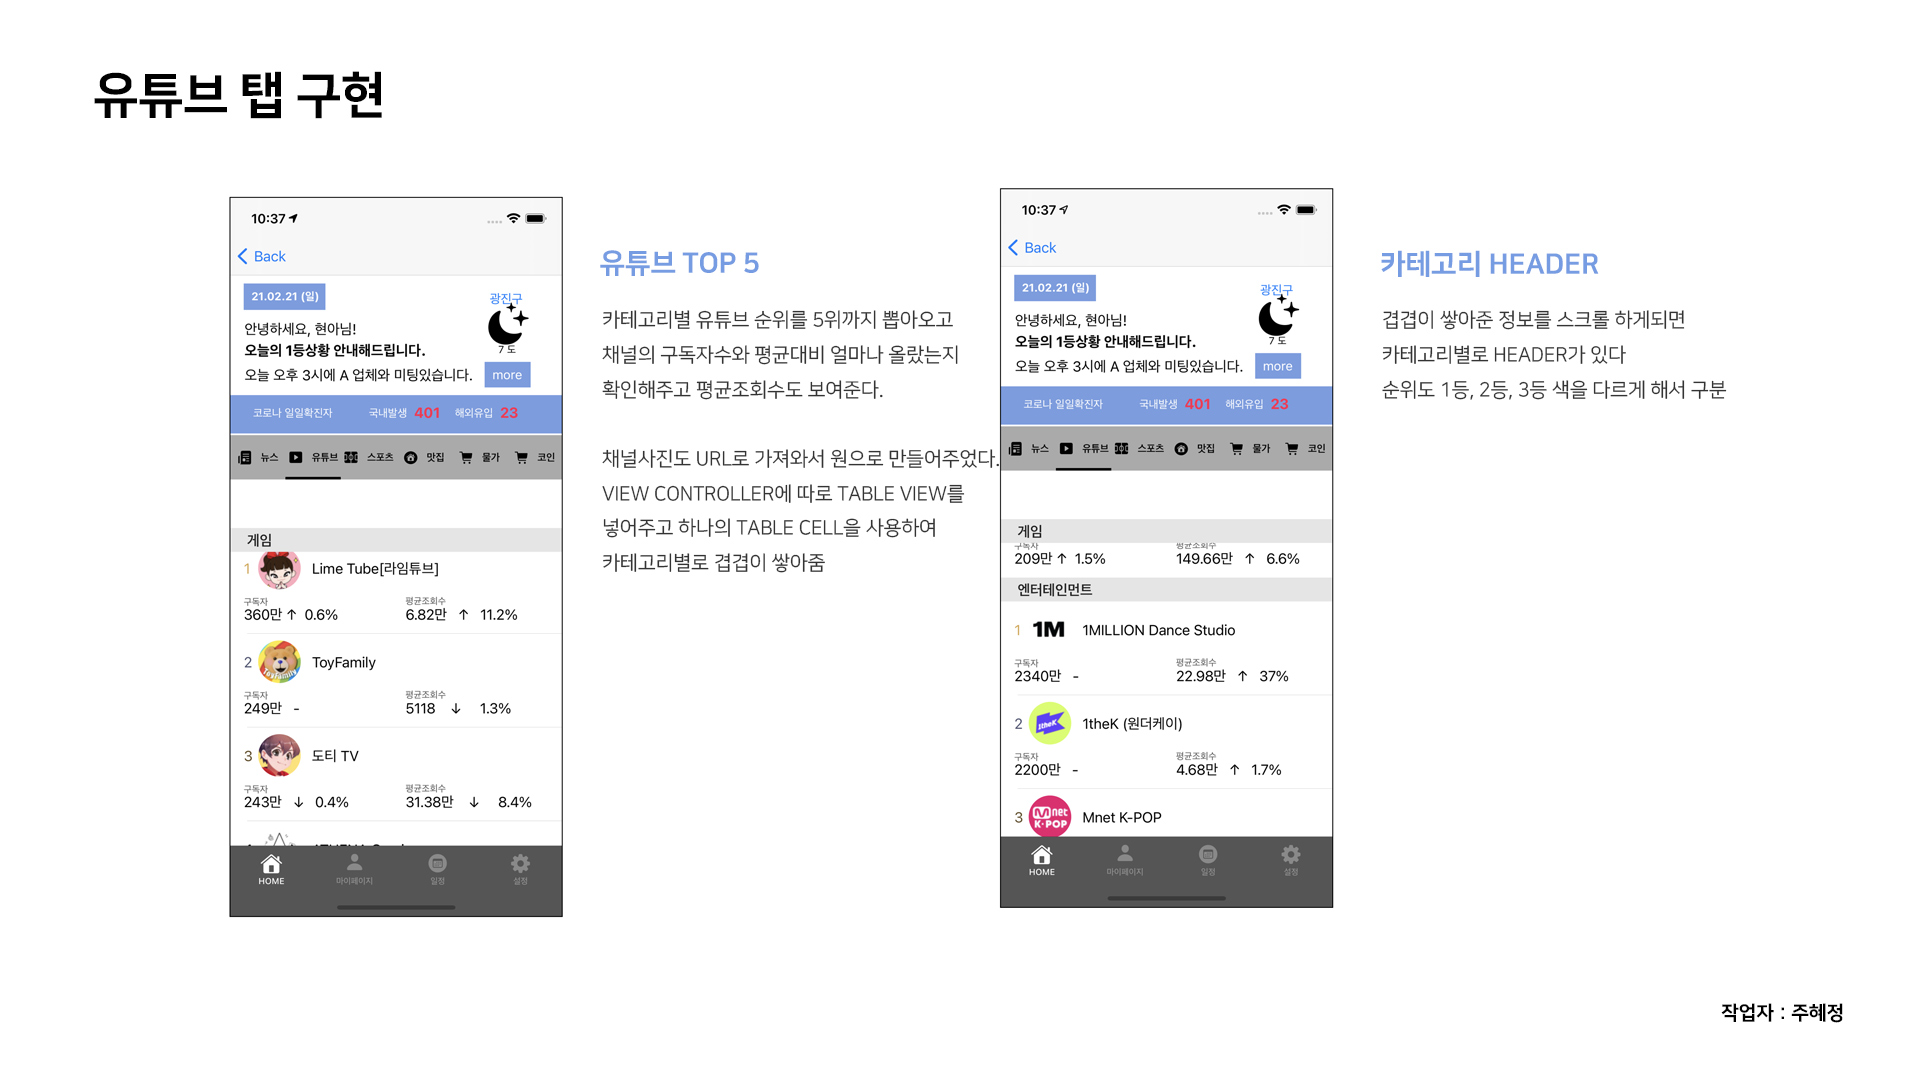 유튜브 탭 구현
10:37
Back
21.02.21 (일)
광진구
안녕하세요, 현아님!
오늘의 1등상황 안내해드립니다.
7 도
오늘 오후 3시에 A 업체와 미팅있습니다.
more
코로나 일일확진자 국내발생 401 해외유입 23
뉴스 유튜브 스포츠 맛집 물가 코인
게임
1 Lime Tube[라임튜브]
구독자 평균조회수
360만 ↑ 0.6% 6.82만 ↑ 11.2%
2 ToyFamily
구독자 평균조회수
249만 - 5118 ↓ 1.3%
3 도티 TV
구독자 평균조회수
243만 ↓ 0.4% 31.38만 ↓ 8.4%
HOME 마이페이지 일정 설정
유튜브 TOP 5
카테고리별 유튜브 순위를 5위까지 뽑아오고
채널의 구독자수와 평균대비 얼마나 올랐는지
확인해주고 평균조회수도 보여준다.
채널사진도 URL로 가져와서 원으로 만들어주었다.
VIEW CONTROLLER에 따로 TABLE VIEW를
넣어주고 하나의 TABLE CELL을 사용하여
카테고리별로 겹겹이 쌓아줌
10:37
Back
21.02.21 (일)
광진구
안녕하세요, 현아님!
오늘의 1등상황 안내해드립니다.
7 도
오늘 오후 3시에 A 업체와 미팅있습니다.
more
코로나 일일확진자 국내발생 401 해외유입 23
뉴스 유튜브 스포츠 맛집 물가 코인
게임
구독자 평균조회수
209만 ↑ 1.5% 149.66만 ↑ 6.6%
엔터테인먼트
1 1M 1MILLION Dance Studio
구독자 평균조회수
2340만 - 22.98만 ↑ 37%
2 1theK 1theK (원더케이)
구독자 평균조회수
2200만 - 4.68만 ↑ 1.7%
3 Mnet K-POP Mnet K-POP
HOME 마이페이지 일정 설정
카테고리 HEADER
겹겹이 쌓아준 정보를 스크롤 하게되면
카테고리별로 HEADER가 있다
순위도 1등, 2등, 3등 색을 다르게 해서 구분
작업자 : 주혜정